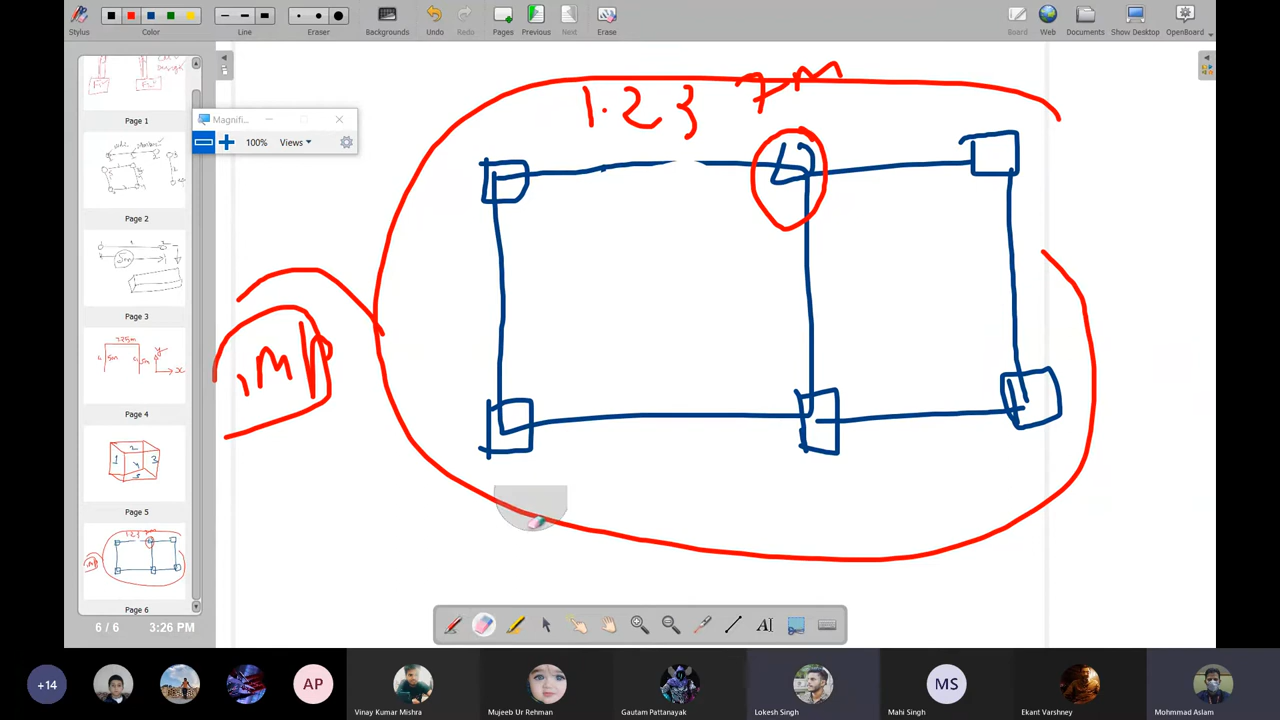 Stylus
Color
Line
Eraser
Backgrounds
Undo
Redo
Pages
Previous
Next
Erase
Board
Web
Documents
Show Desktop
OpenBoard
Page 1
Page 2
Page 3
Page 4
Page 5
Page 6
6 / 6 3:26 PM
Magnifi...
100% Views
1.23 7M
imp
+14
AP
Vinay Kumar Mishra
Mujeeb Ur Rehman
Gautam Pattanayak
Lokesh Singh
MS
Mahi Singh
Ekant Varshney
Mohmmad Aslam